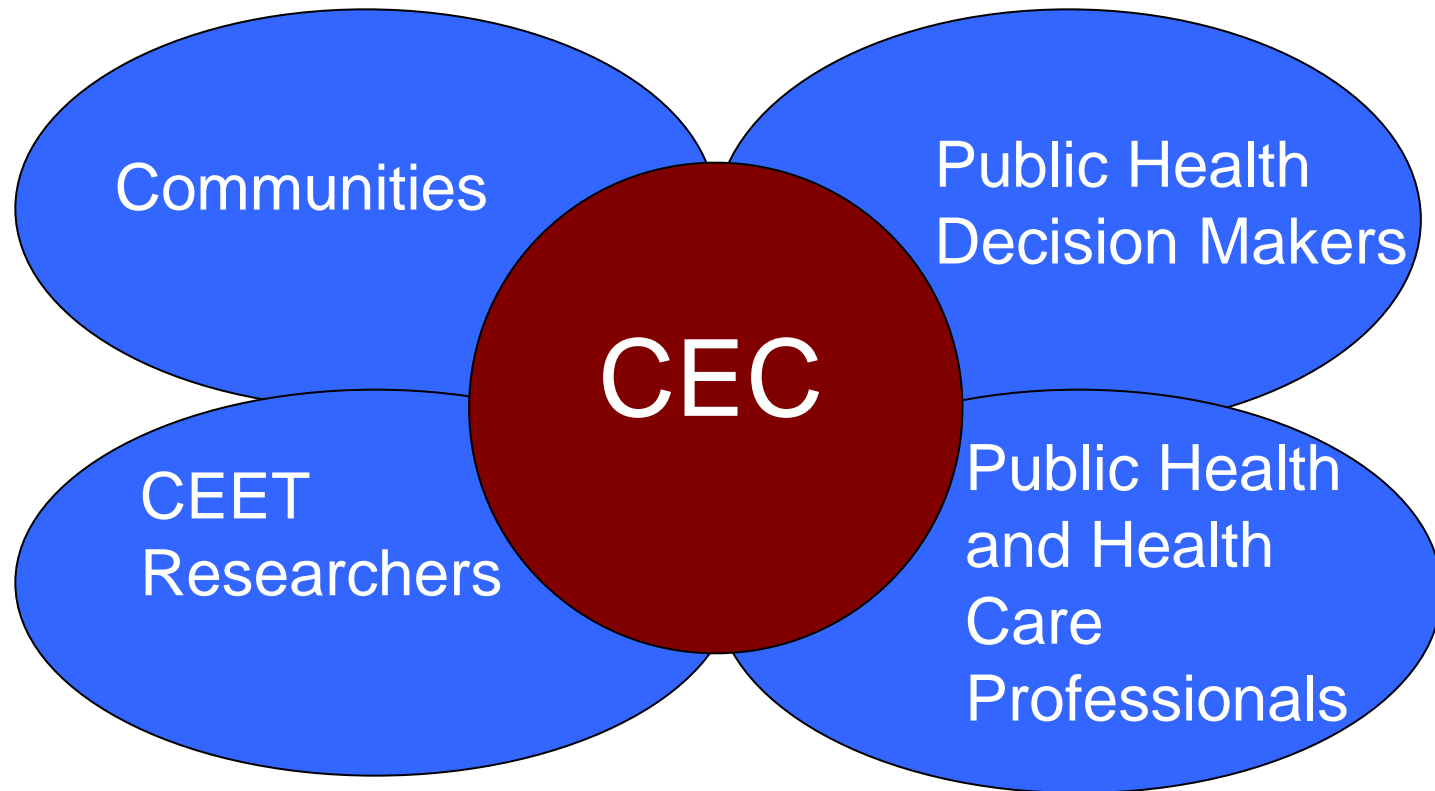 Communities
Public Health
Decision Makers
CEC
CEET
Researchers
Public Health
and Health
Care
Professionals